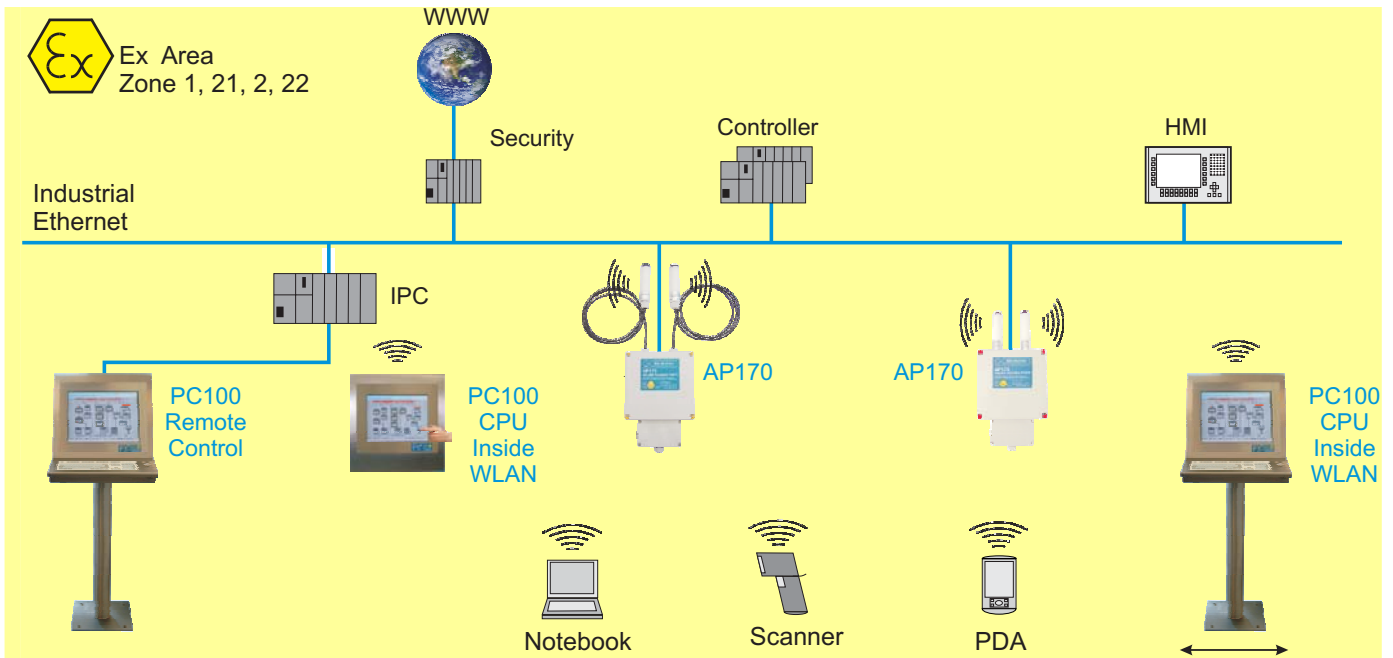 WWW
Ex
Ex Area
Zone 1, 21, 2, 22
Security
Controller
HMI
Industrial
Ethernet
IPC
PC100
Remote
Control
PC100
CPU
Inside
WLAN
AP170
AP170
PC100
CPU
Inside
WLAN
Notebook
Scanner
PDA